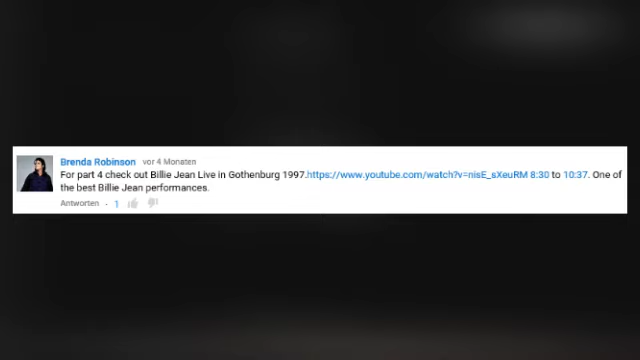 Brenda Robinson vor 4 Monaten
For part 4 check out Billie Jean Live in Gothenburg 1997.https://www.youtube.com/watch?v=nisE_sXeuRM 8:30 to 10:37. One of
the best Billie Jean performances.
Antworten · 1